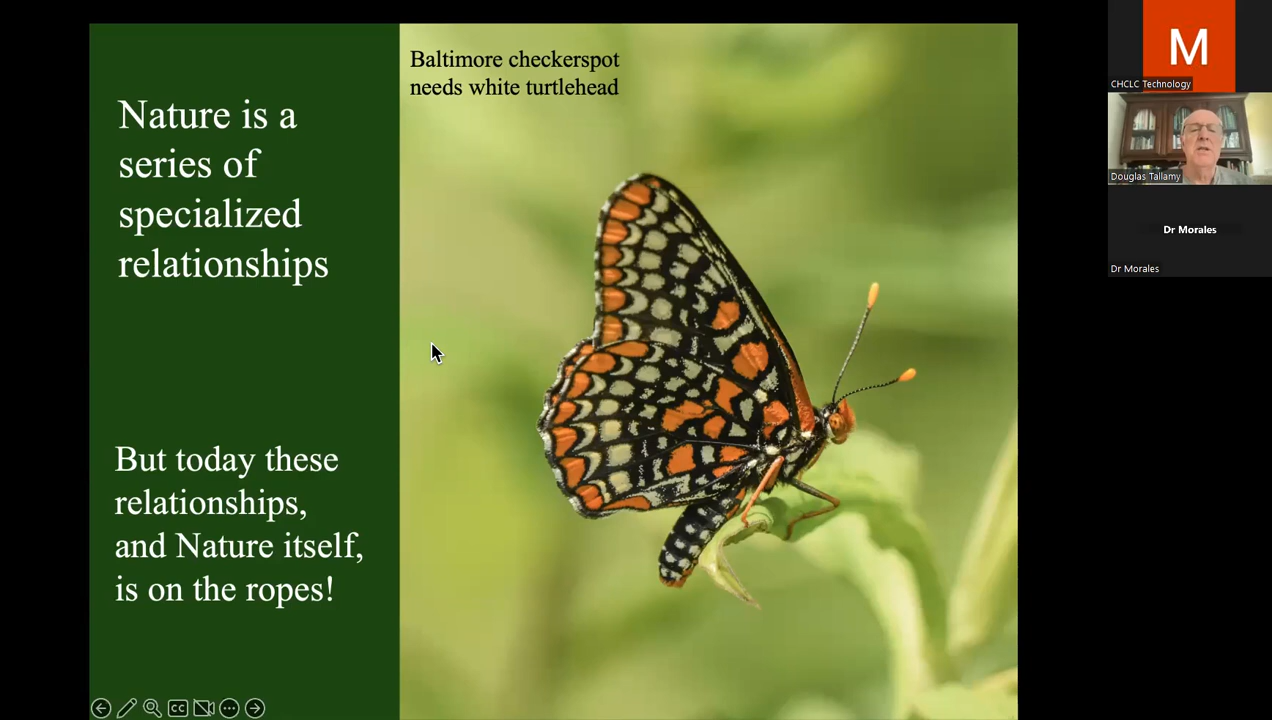 Baltimore checkerspot
needs white turtlehead
Nature is a
series of
specialized
relationships
But today these
relationships,
and Nature itself,
is on the ropes!
CC
M
CHCLC Technology
Douglas Tallamy
Dr Morales
Dr Morales